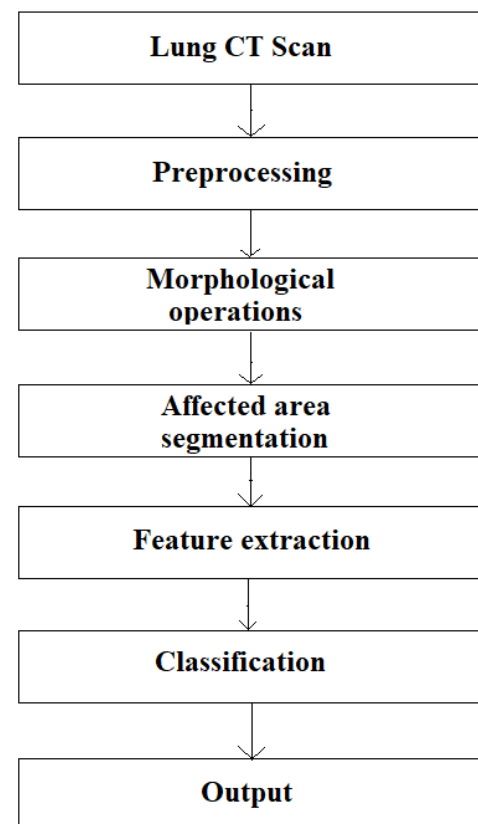 Lung CT Scan
Preprocessing
Morphological
operations
Affected area
segmentation
Feature extraction
Classification
Output